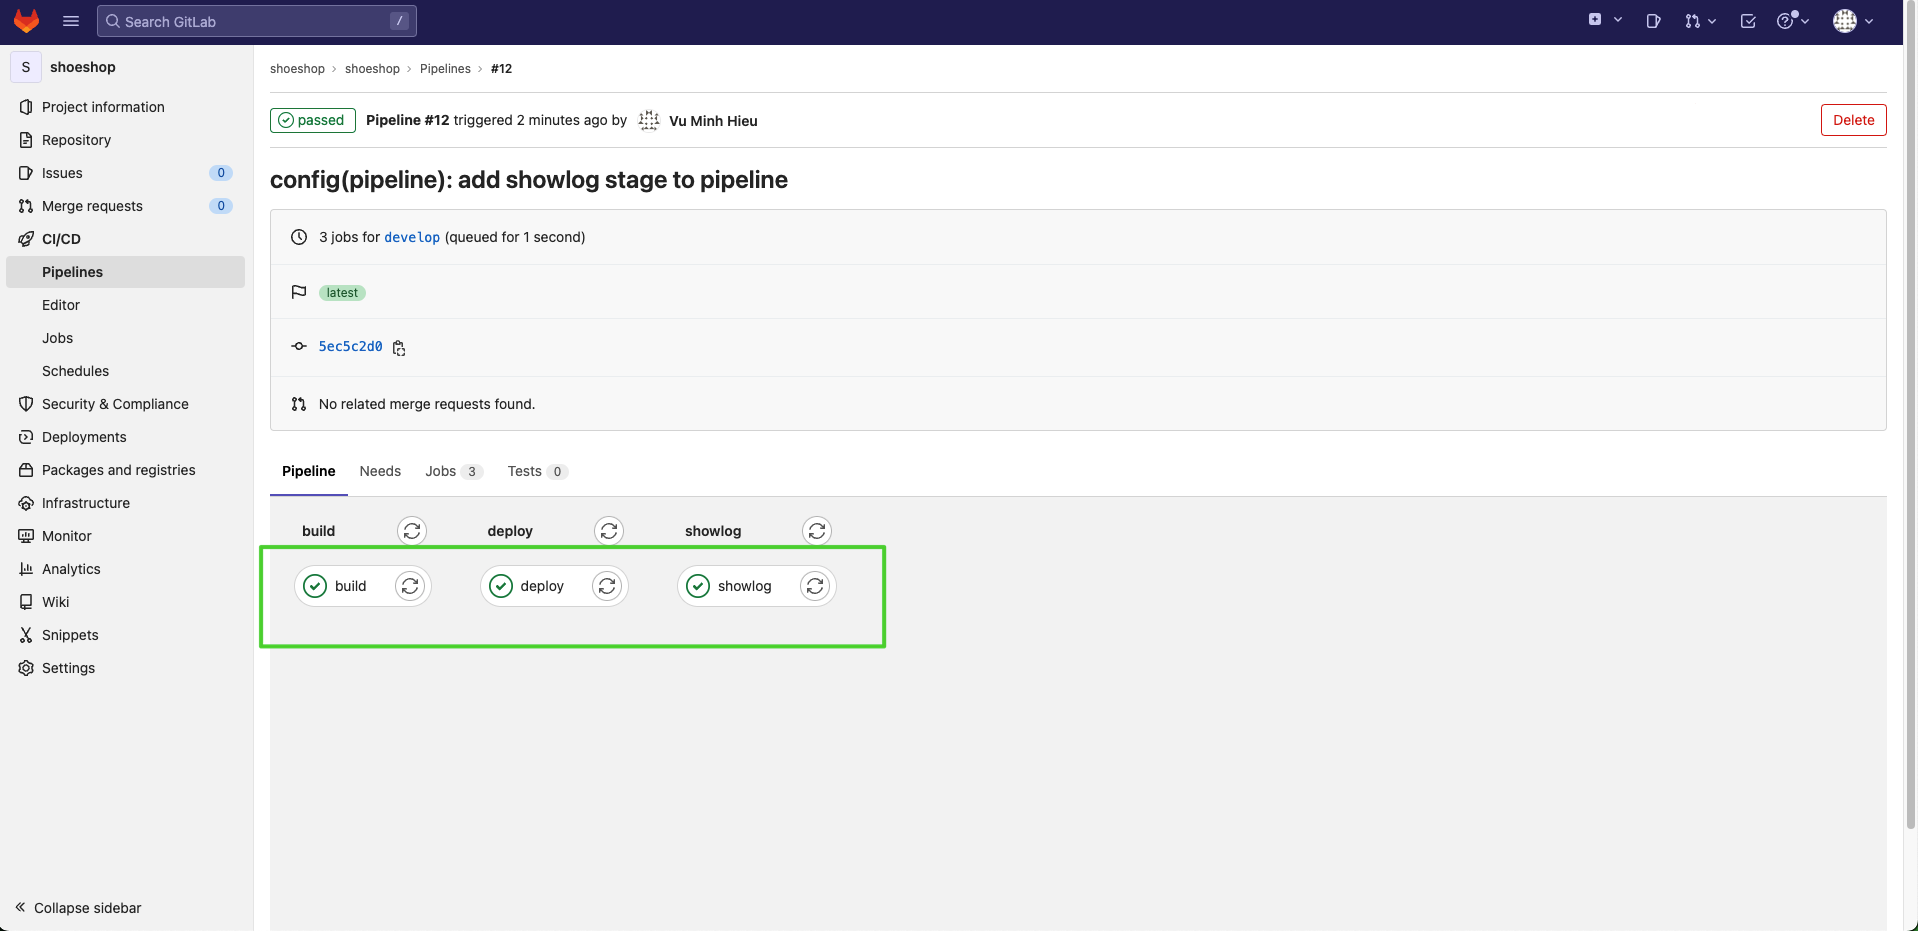 Search GitLab /
S shoeshop
Project information
Repository
Issues 0
Merge requests 0
CI/CD
Pipelines
Editor
Jobs
Schedules
Security & Compliance
Deployments
Packages and registries
Infrastructure
Monitor
Analytics
Wiki
Snippets
Settings
Collapse sidebar
shoeshop › shoeshop › Pipelines › #12
passed Pipeline #12 triggered 2 minutes ago by Vu Minh Hieu Delete
config(pipeline): add showlog stage to pipeline
3 jobs for develop (queued for 1 second)
latest
5ec5c2d0
No related merge requests found.
Pipeline Needs Jobs 3 Tests 0
build deploy showlog
build deploy showlog